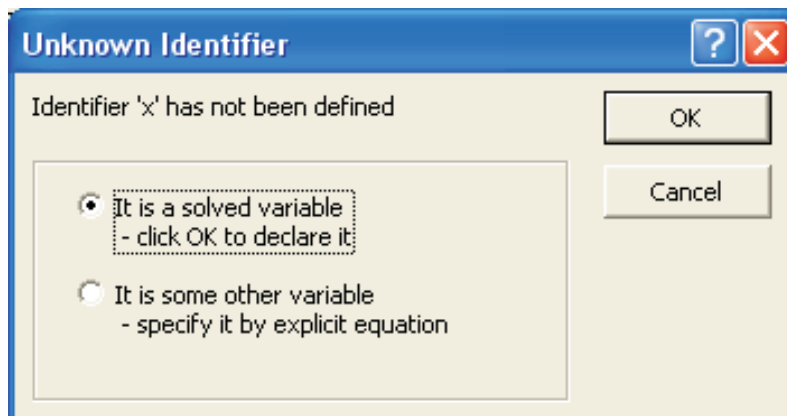 Unknown Identifier
Identifier 'x' has not been defined
OK
Cancel
It is a solved variable
- click OK to declare it
It is some other variable
- specify it by explicit equation